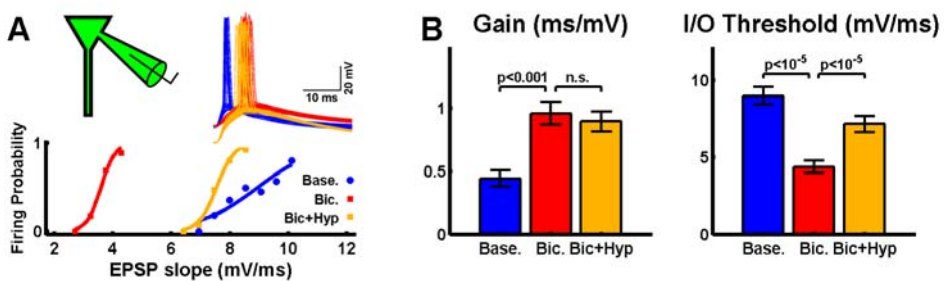 A
20 mV
10 ms
Firing Probability
1
0
Base.
Bic.
Bic+Hyp
2 4 6 8 10 12
EPSP slope (mV/ms)
B
Gain (ms/mV)
p<0.001 n.s.
1
0.5
0
Base. Bic. Bic+Hyp
I/O Threshold (mV/ms)
p<10-5 p<10-5
10
5
0
Base. Bic. Bic+Hyp